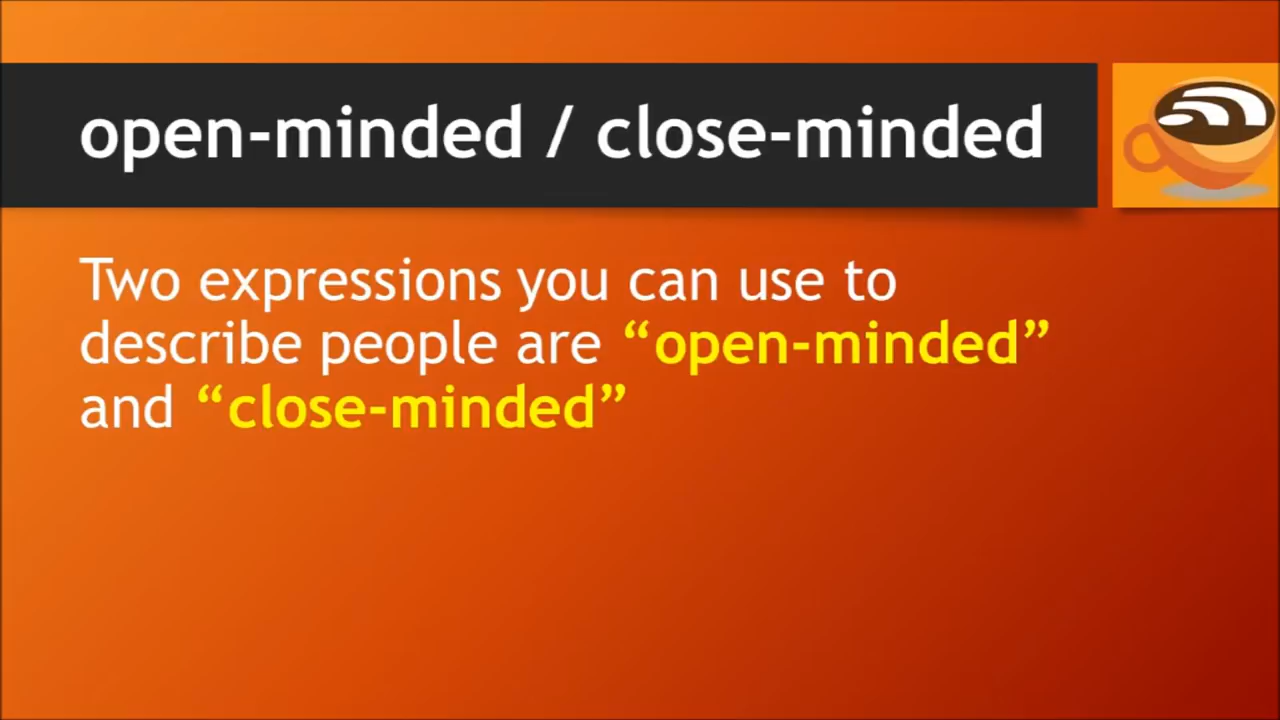 open-minded / close-minded
Two expressions you can use to
describe people are “open-minded”
and “close-minded”